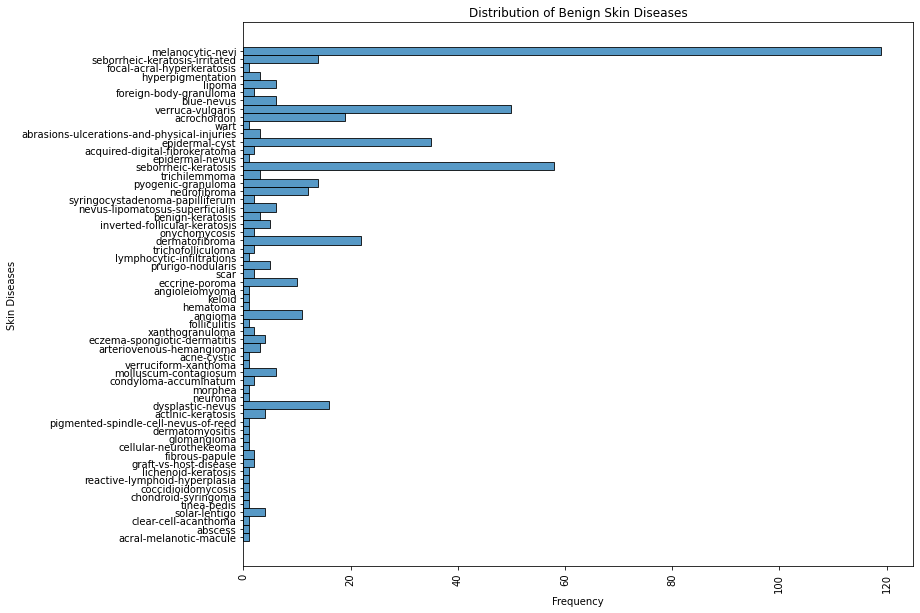 Distribution of Benign Skin Diseases
melanocytic-nevi
seborrheic-keratosis-irritated
focal-acral-hyperkeratosis
hyperpigmentation
lipoma
foreign-body-granuloma
blue-nevus
verruca-vulgaris
acrochordon
wart
abrasions-ulcerations-and-physical-injuries
epidermal-cyst
acquired-digital-fibrokeratoma
epidermal-nevus
seborrheic-keratosis
trichilemmoma
pyogenic-granuloma
neurofibroma
syringocystadenoma-papilliferum
nevus-lipomatosus-superficialis
benign-keratosis
inverted-follicular-keratosis
onychomycosis
dermatofibroma
trichofolliculoma
lymphocytic-infiltrations
prurigo-nodularis
scar
eccrine-poroma
angioleiomyoma
keloid
hematoma
angioma
folliculitis
xanthogranuloma
eczema-spongiotic-dermatitis
arteriovenous-hemangioma
acne-cystic
verruciform-xanthoma
molluscum-contagiosum
condyloma-accuminatum
morphea
neuroma
dysplastic-nevus
actinic-keratosis
pigmented-spindle-cell-nevus-of-reed
dermatomyositis
glomangioma
cellular-neurothekeoma
fibrous-papule
graft-vs-host-disease
lichenoid-keratosis
reactive-lymphoid-hyperplasia
coccidioidomycosis
chondroid-syringoma
tinea-pedis
solar-lentigo
clear-cell-acanthoma
abscess
acral-melanotic-macule
Skin Diseases
0 20 40 60 80 100 120
Frequency